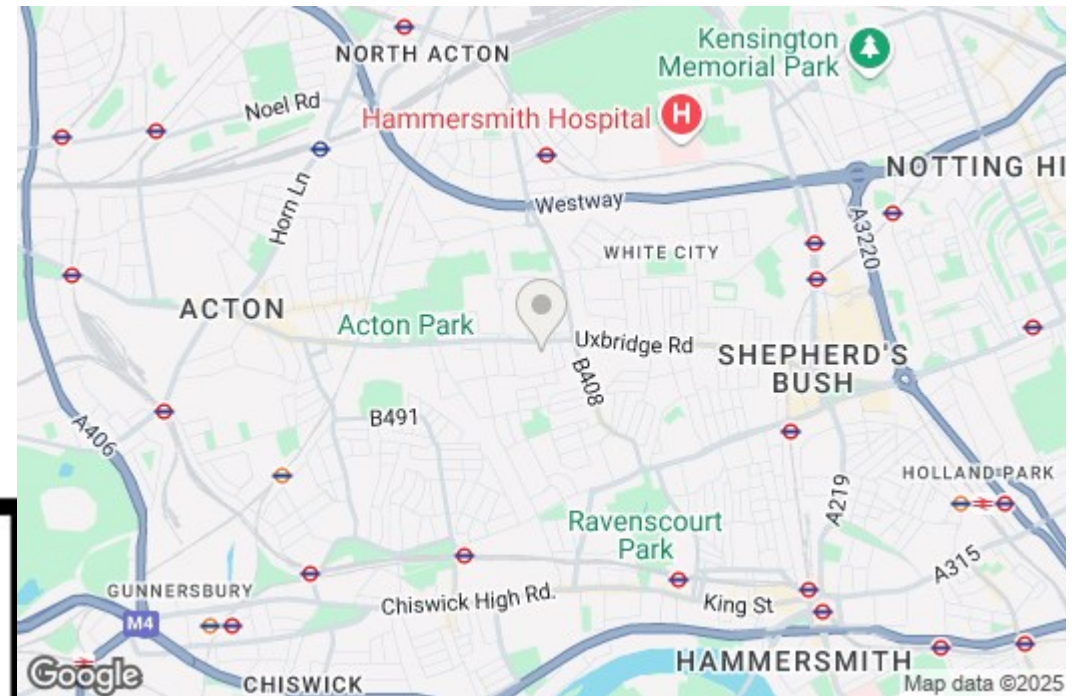 NORTH ACTON
Kensington
Memorial Park
Noel Rd
Hammersmith Hospital
H
NOTTING HI
Horn Ln
Westway
A3220
WHITE CITY
ACTON
Acton Park
Uxbridge Rd
SHEPHERD'S
BUSH
B408
B491
A406
HOLLAND PARK
A219
Ravenscourt
Park
A315
GUNNERSBURY
Chiswick High Rd.
King St
M4
HAMMERSMITH
Google
CHISWICK
Map data ©2025